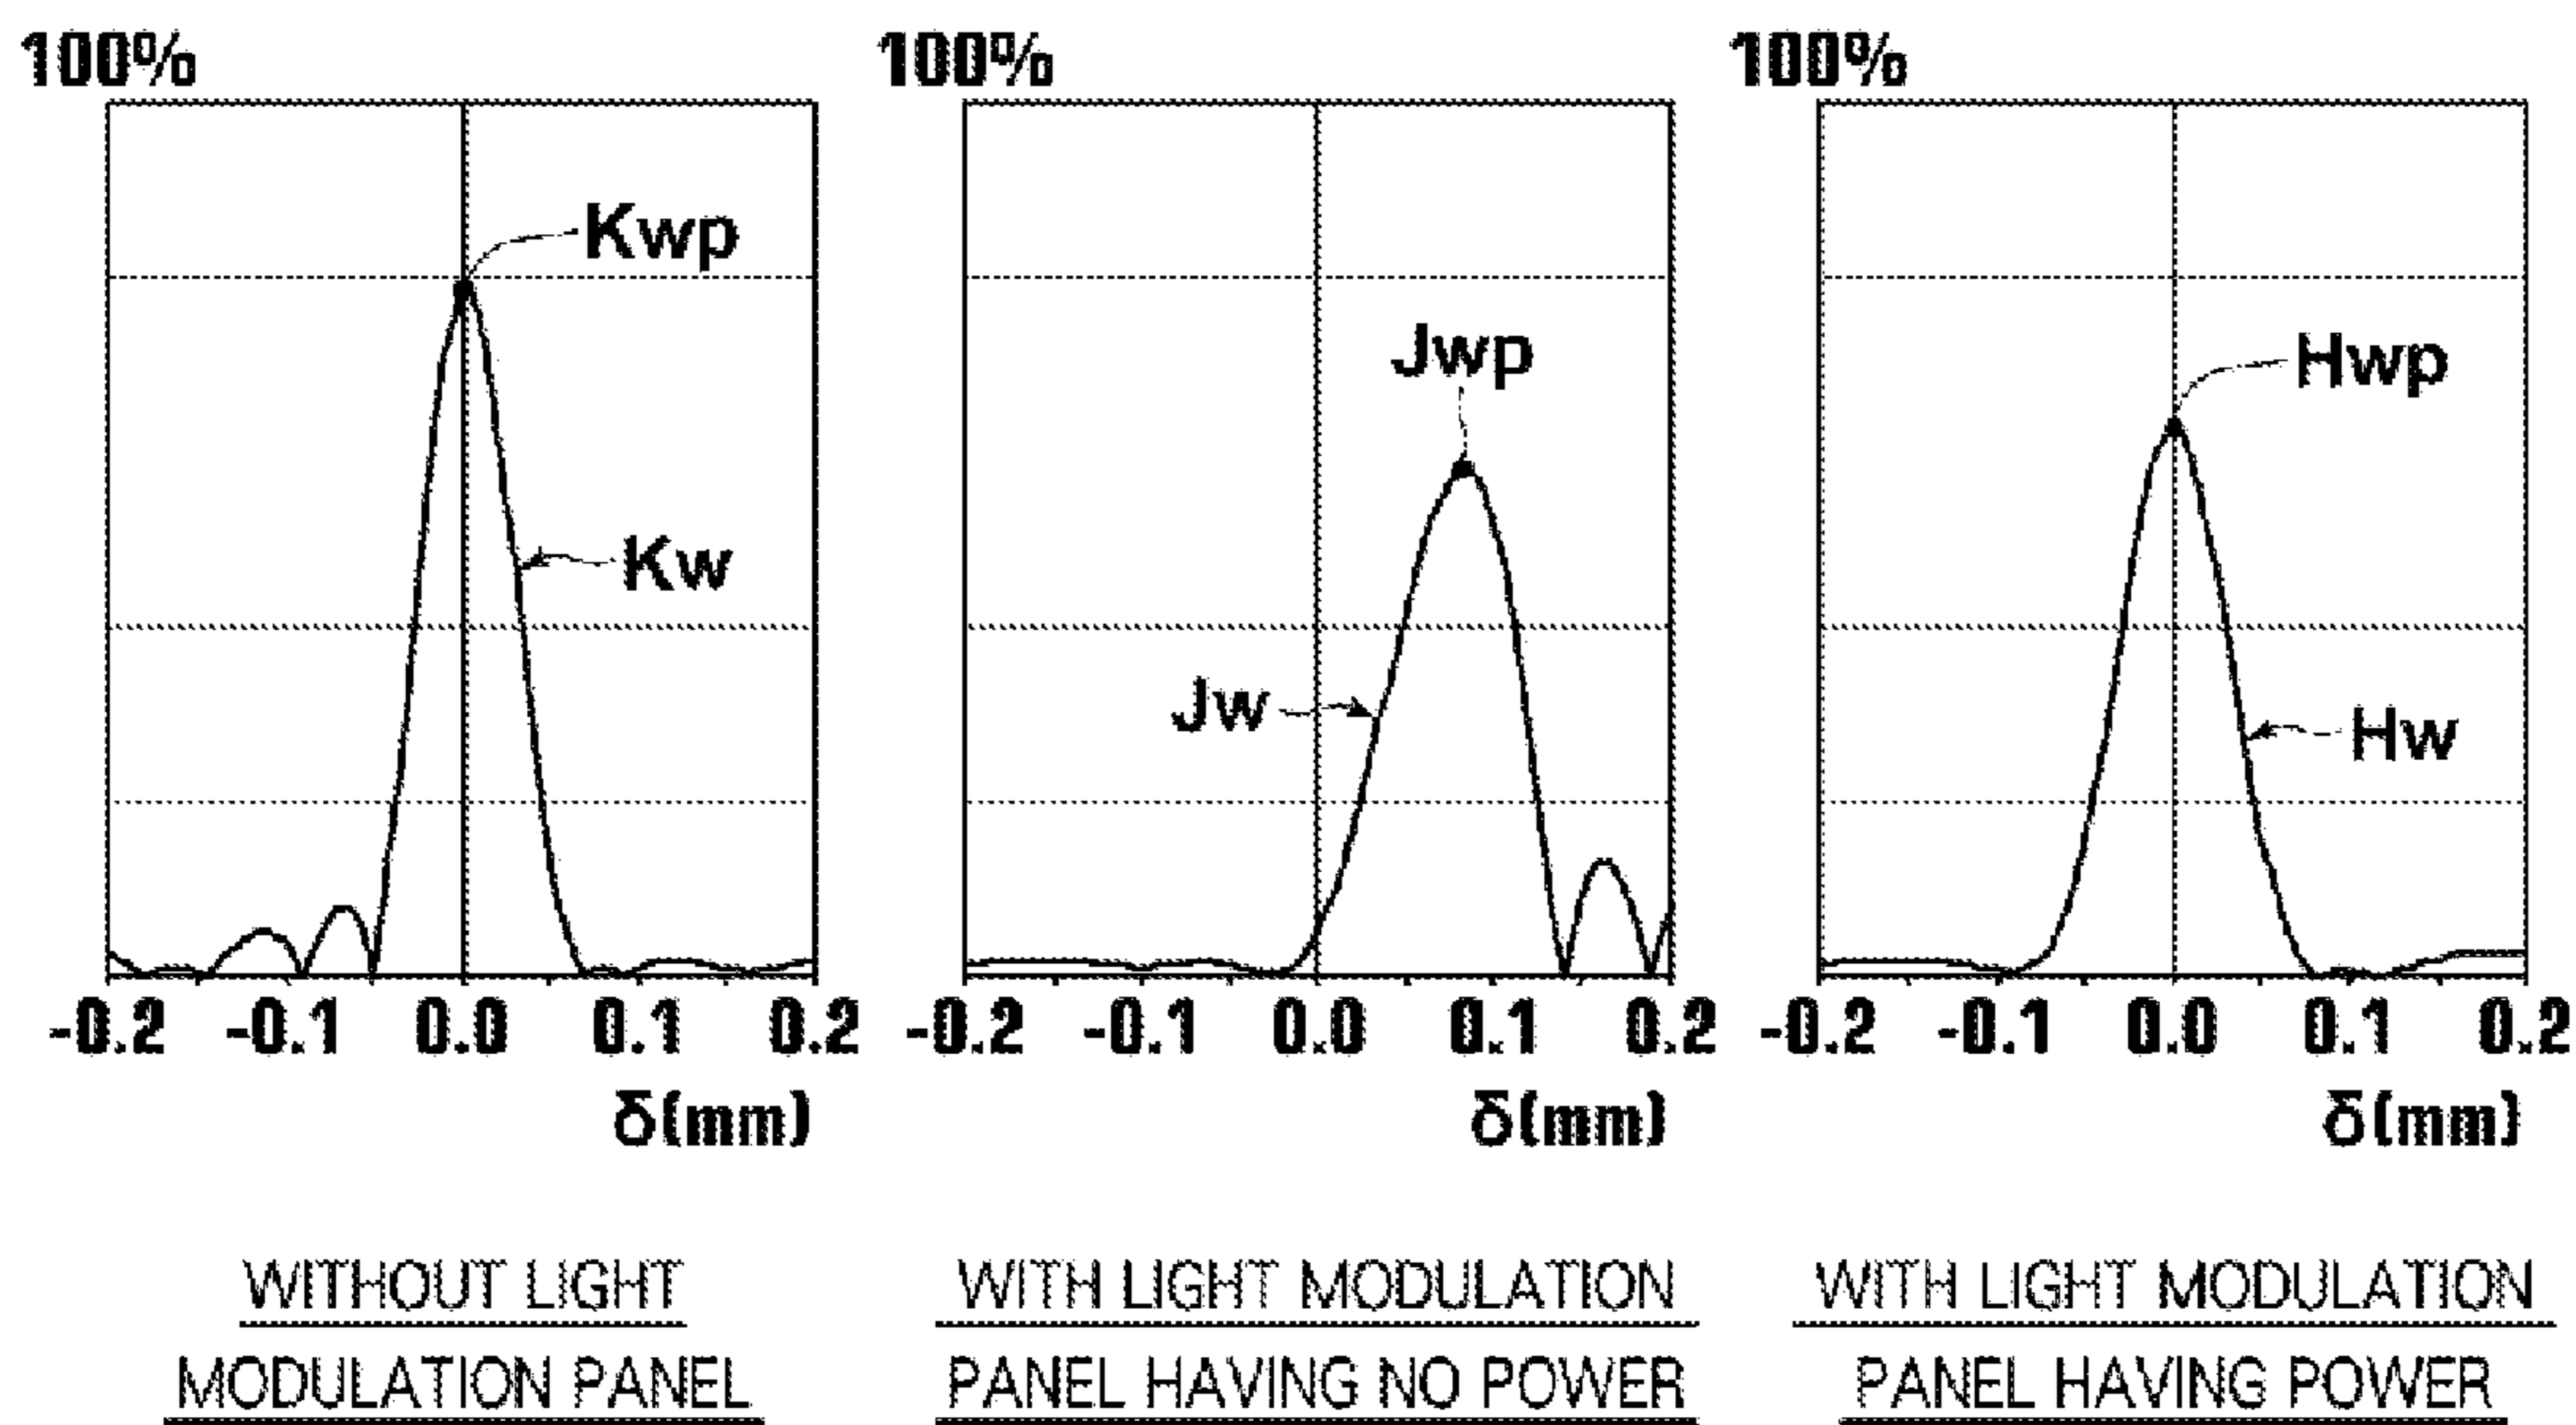 100% 100% 100%
Kwp
Jwp
Hwp
Kw
Jw
Hw
-0.2 -0.1 0.0 0.1 0.2 -0.2 -0.1 0.0 0.1 0.2 -0.2 -0.1 0.0 0.1 0.2
δ(mm) δ(mm) δ(mm)
WITHOUT LIGHT
MODULATION PANEL
WITH LIGHT MODULATION
PANEL HAVING NO POWER
WITH LIGHT MODULATION
PANEL HAVING POWER